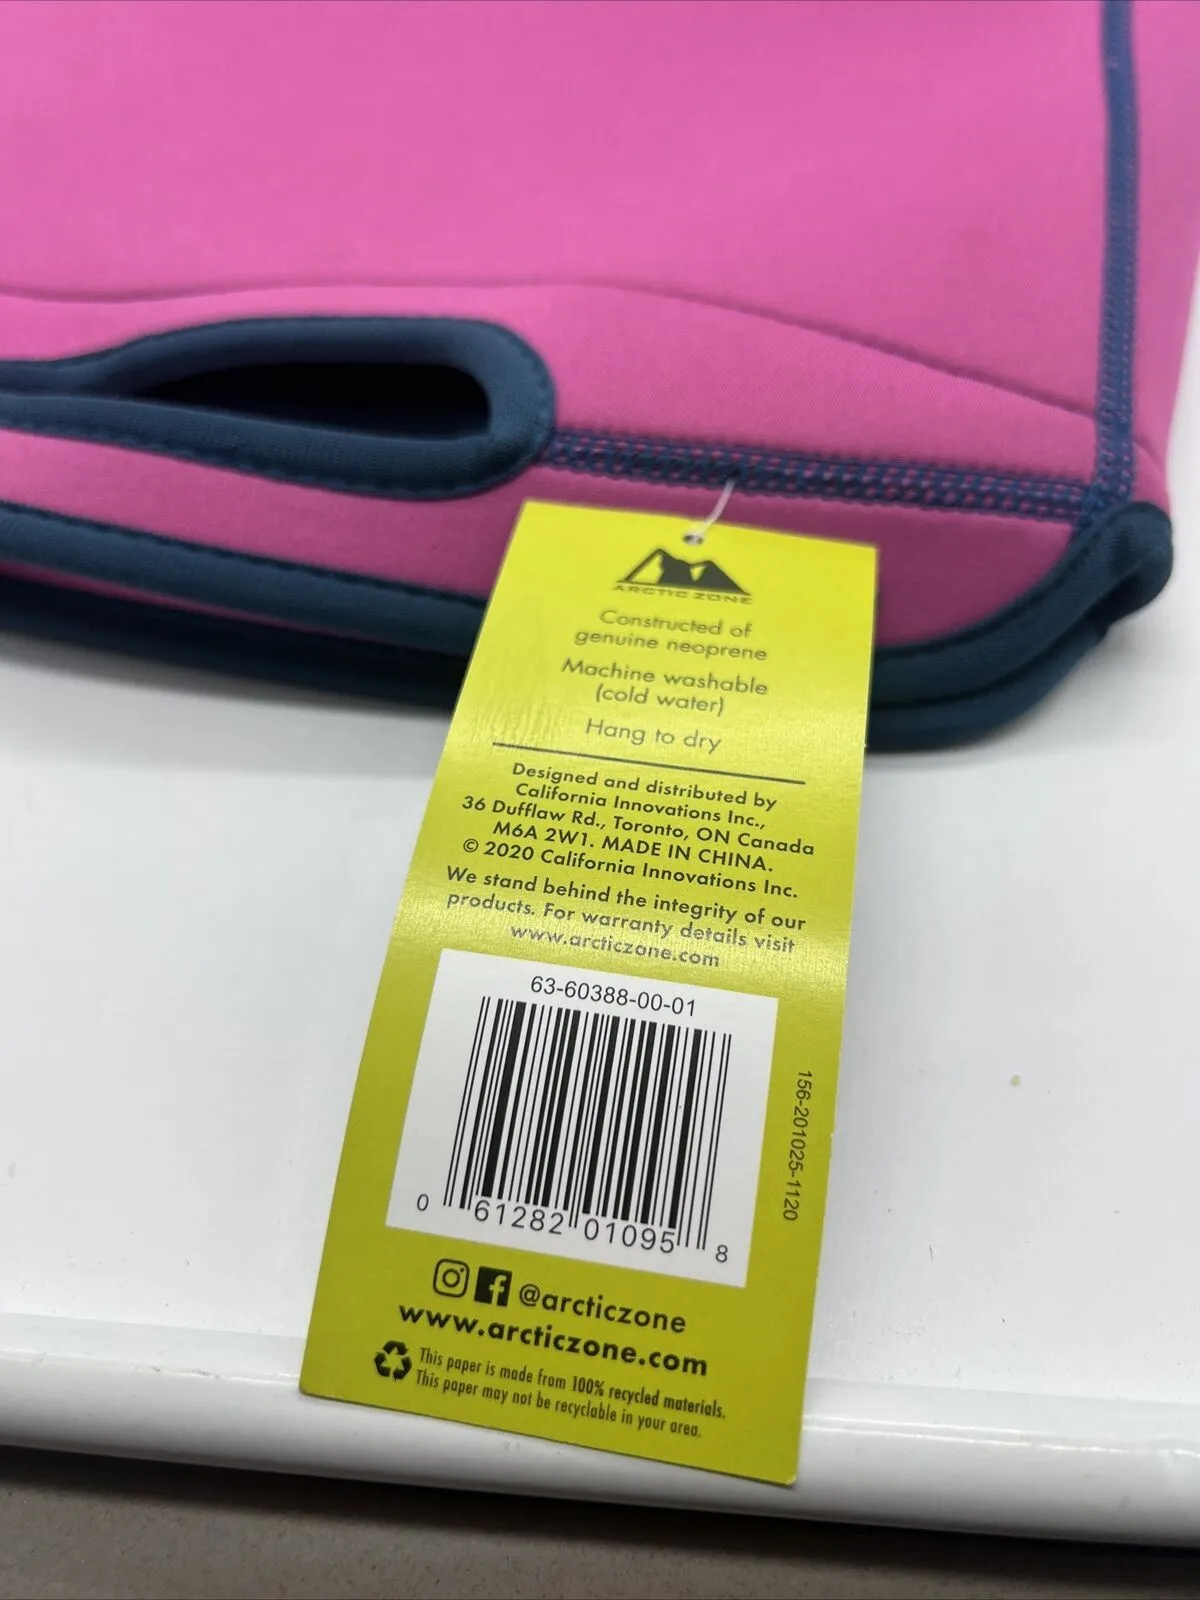 ARCTIC ZONE
Constructed of
genuine neoprene
Machine washable
(cold water)
Hang to dry
Designed and distributed by
California Innovations Inc.,
36 Dufflaw Rd., Toronto, ON Canada
M6A 2W1. MADE IN CHINA.
© 2020 California Innovations Inc.
We stand behind the integrity of our
products. For warranty details visit
www.arcticzone.com
63-60388-00-01
0 61282 01095 8
156-201025-1120
@arcticzone
www.arcticzone.com
This paper is made from 100% recycled materials.
This paper may not be recyclable in your area.